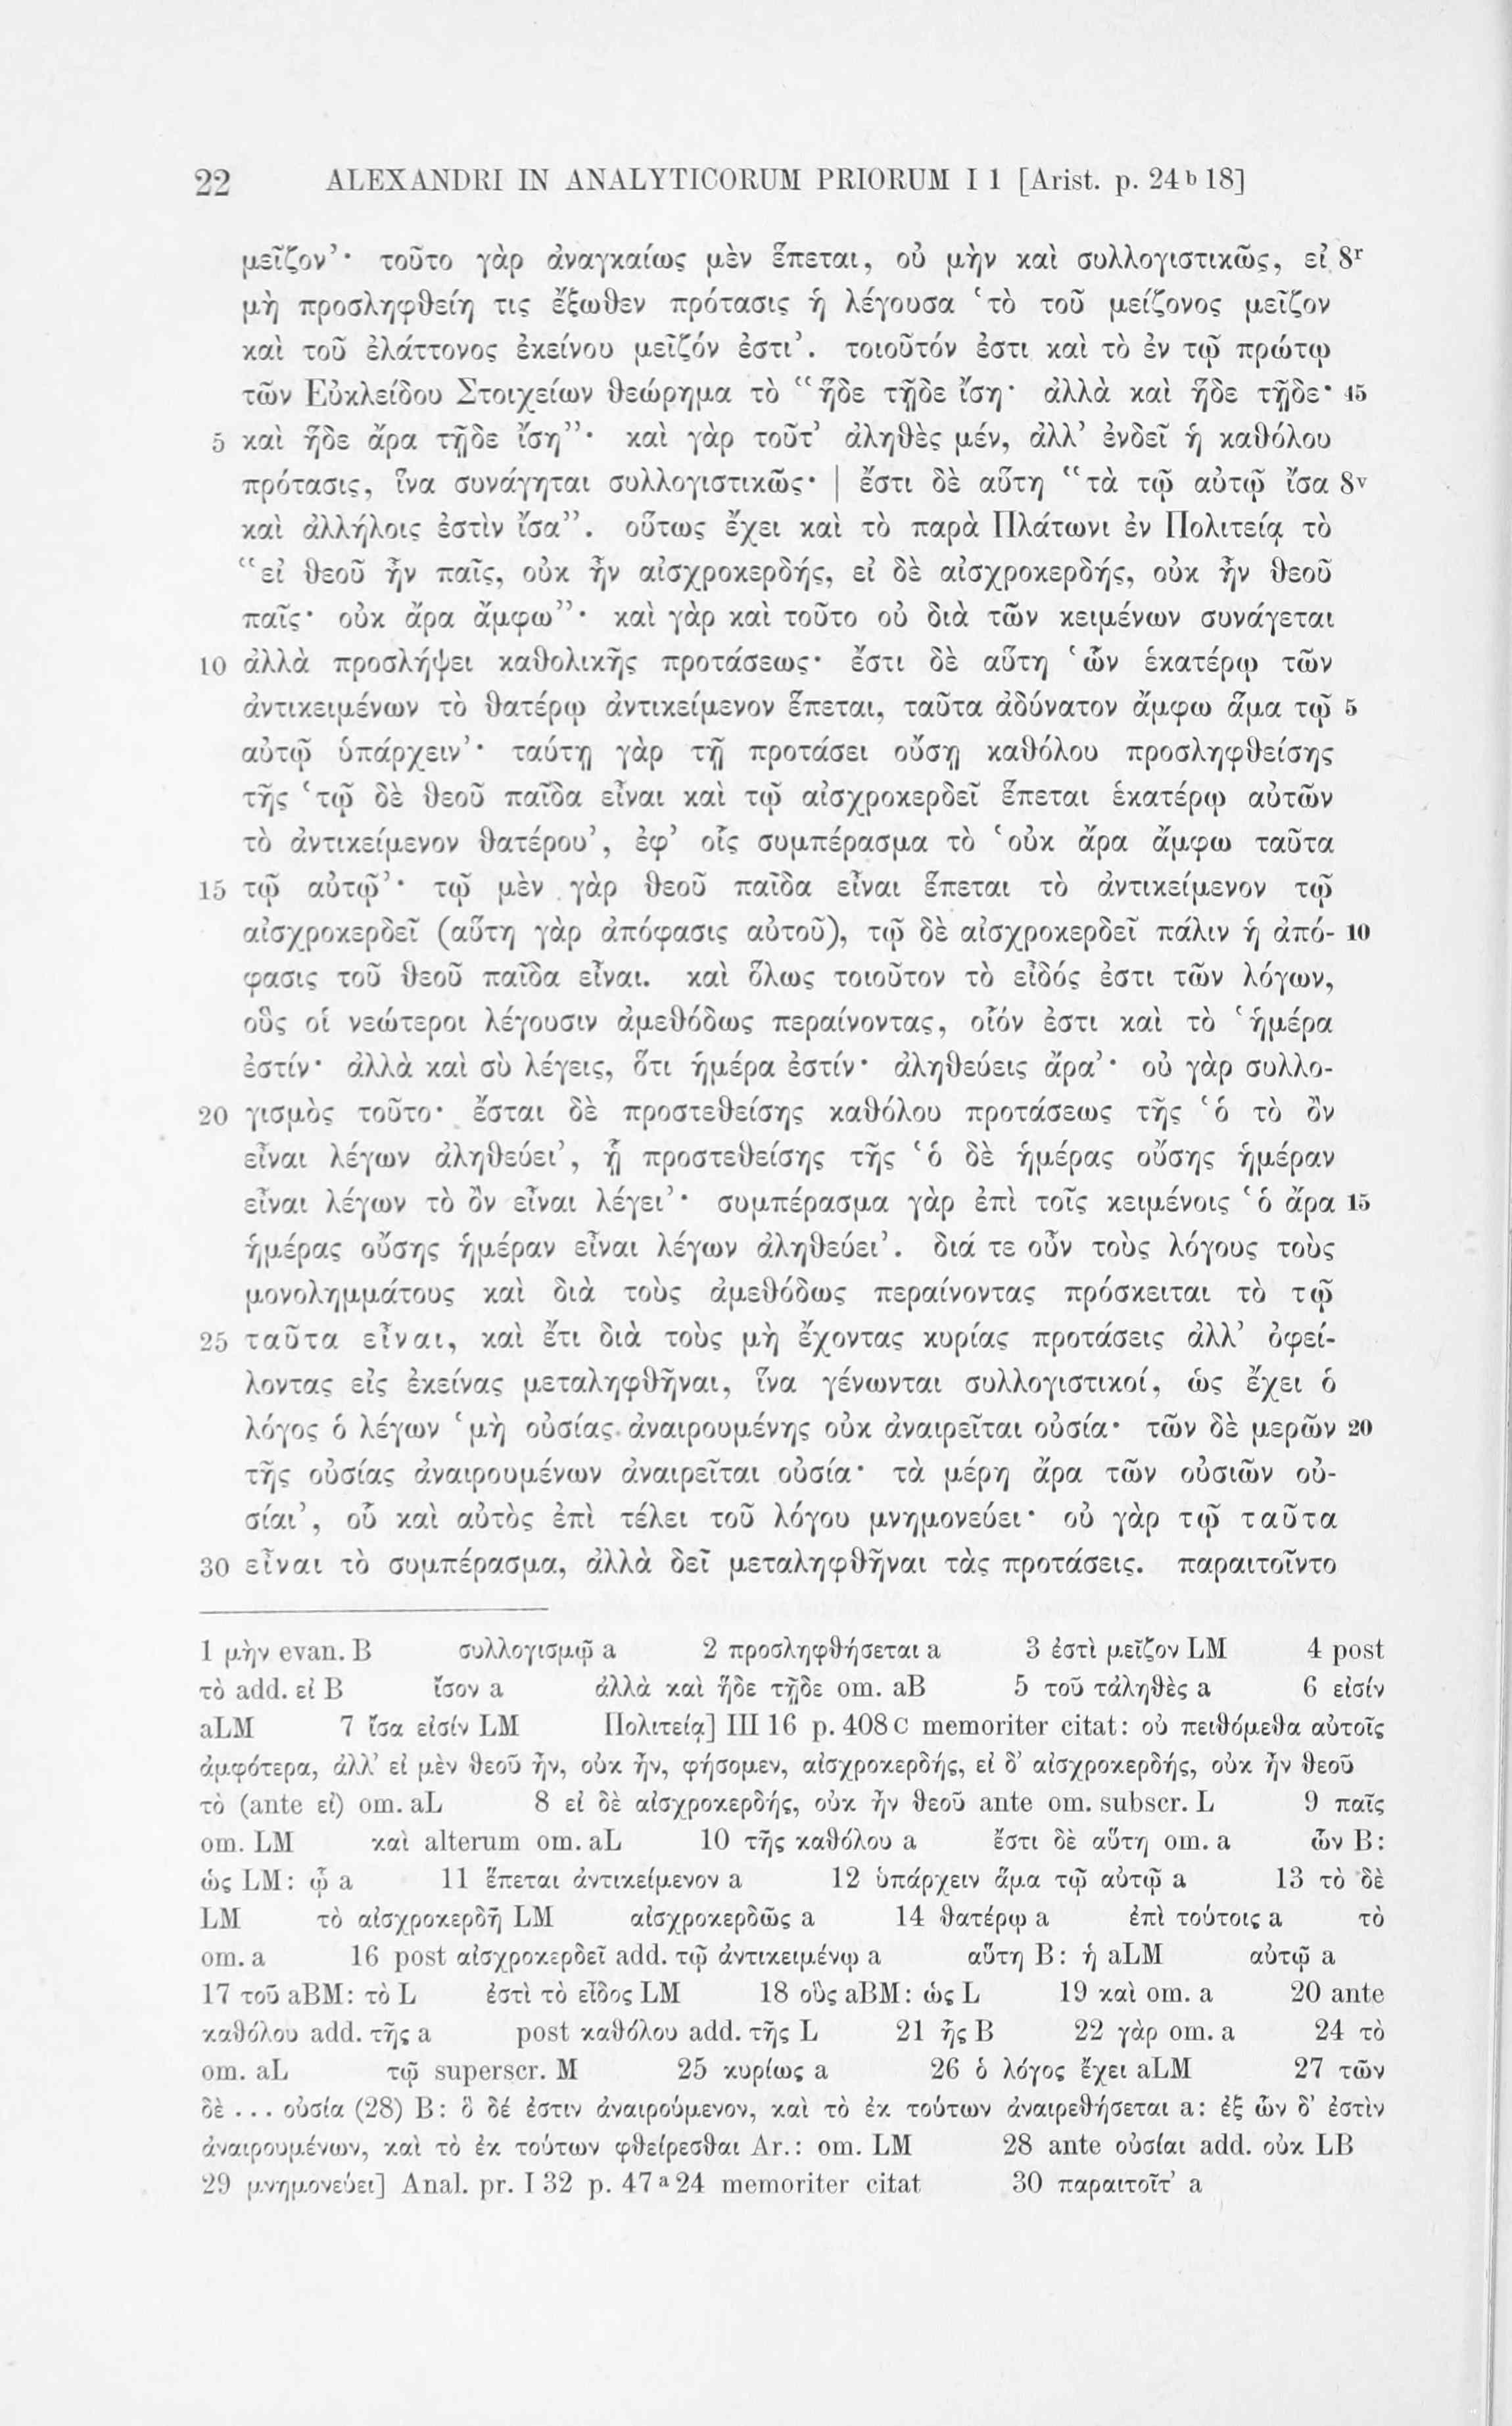 22 ALEXANDRI IN ANALYTICORUM PRIORUM I 1 [Arist. p. 24 b 18]
μεῖζον’· τοῦτο γὰρ ἀναγκαίως μὲν ἕπεται, οὐ μὴν καὶ συλλογιστικῶς, εἰ 8r
μὴ προσληφθείη τις ἔξωθεν πρότασις ἡ λέγουσα ‘τὸ τοῦ μείζονος μεῖζον
καὶ τοῦ ἐλάττονος ἐκείνου μεῖζόν ἐστι’. τοιοῦτόν ἐστι καὶ τὸ ἐν τῷ πρώτῳ
τῶν Εὐκλείδου Στοιχείων θεώρημα τὸ “ἥδε τῇδε ἴση· ἀλλὰ καὶ ἥδε τῇδε· 45
5 καὶ ἥδε ἄρα τῇδε ἴση”· καὶ γὰρ τοῦτ’ ἀληθὲς μέν, ἀλλ’ ἐνδεῖ ἡ καθόλου
πρότασις, ἵνα συνάγηται συλλογιστικῶς· | ἔστι δὲ αὕτη “τὰ τῷ αὐτῷ ἴσα 8v
καὶ ἀλλήλοις ἐστὶν ἴσα”. οὕτως ἔχει καὶ τὸ παρὰ Πλάτωνι ἐν Πολιτείᾳ τὸ
“εἰ θεοῦ ἦν παῖς, οὐκ ἦν αἰσχροκερδής, εἰ δὲ αἰσχροκερδής, οὐκ ἦν θεοῦ
παῖς· οὐκ ἄρα ἄμφω”· καὶ γὰρ καὶ τοῦτο οὐ διὰ τῶν κειμένων συνάγεται
10 ἀλλὰ προσλήψει καθολικῆς προτάσεως· ἔστι δὲ αὕτη ‘ὧν ἑκατέρῳ τῶν
ἀντικειμένων τὸ θατέρῳ ἀντικείμενον ἕπεται, ταῦτα ἀδύνατον ἄμφω ἅμα τῷ 5
αὐτῷ ὑπάρχειν’· ταύτῃ γὰρ τῇ προτάσει οὔσῃ καθόλου προσληφθείσης
τῆς ‘τῷ δὲ θεοῦ παῖδα εἶναι καὶ τῷ αἰσχροκερδεῖ ἕπεται ἑκατέρῳ αὐτῶν
τὸ ἀντικείμενον θατέρου’, ἐφ’ οἷς συμπέρασμα τὸ ‘οὐκ ἄρα ἄμφω ταῦτα
15 τῷ αὐτῷ’· τῷ μὲν γὰρ θεοῦ παῖδα εἶναι ἕπεται τὸ ἀντικείμενον τῷ
αἰσχροκερδεῖ (αὕτη γὰρ ἀπόφασις αὐτοῦ), τῷ δὲ αἰσχροκερδεῖ πάλιν ἡ ἀπό- 10
φασις τοῦ θεοῦ παῖδα εἶναι. καὶ ὅλως τοιοῦτον τὸ εἶδός ἐστι τῶν λόγων,
οὓς οἱ νεώτεροι λέγουσιν ἀμεθόδως περαίνοντας, οἷόν ἐστι καὶ τὸ ‘ἡμέρα
ἐστίν· ἀλλὰ καὶ σὺ λέγεις, ὅτι ἡμέρα ἐστίν· ἀληθεύεις ἄρα’· οὐ γὰρ συλλο-
20 γισμὸς τοῦτο· ἔσται δὲ προστεθείσης καθόλου προτάσεως τῆς ‘ὁ τὸ ὂν
εἶναι λέγων ἀληθεύει’, ᾗ προστεθείσης τῆς ‘ὁ δὲ ἡμέρας οὔσης ἡμέραν
εἶναι λέγων τὸ ὂν εἶναι λέγει’· συμπέρασμα γὰρ ἐπὶ τοῖς κειμένοις ‘ὁ ἄρα 15
ἡμέρας οὔσης ἡμέραν εἶναι λέγων ἀληθεύει’. διά τε οὖν τοὺς λόγους τοὺς
μονολημμάτους καὶ διὰ τοὺς ἀμεθόδως περαίνοντας πρόσκειται τὸ τῷ
25 ταῦτα εἶναι, καὶ ἔτι διὰ τοὺς μὴ ἔχοντας κυρίας προτάσεις ἀλλ’ ὀφεί-
λοντας εἰς ἐκείνας μεταληφθῆναι, ἵνα γένωνται συλλογιστικοί, ὡς ἔχει ὁ
λόγος ὁ λέγων ‘μὴ οὐσίας ἀναιρουμένης οὐκ ἀναιρεῖται οὐσία· τῶν δὲ μερῶν 20
τῆς οὐσίας ἀναιρουμένων ἀναιρεῖται οὐσία· τὰ μέρη ἄρα τῶν οὐσιῶν οὐ-
σίαι’, οὗ καὶ αὐτὸς ἐπὶ τέλει τοῦ λόγου μνημονεύει· οὐ γὰρ τῷ ταῦτα
30 εἶναι τὸ συμπέρασμα, ἀλλὰ δεῖ μεταληφθῆναι τὰς προτάσεις. παραιτοῖντο
1 μὴν evan. B συλλογισμῷ a 2 προσληφθήσεται a 3 ἐστὶ μεῖζον LM 4 post
τὸ add. εἰ B ἴσον a ἀλλὰ καὶ ἥδε τῇδε om. aB 5 τοῦ τἀληθὲς a 6 εἰσίν
aLM 7 ἴσα εἰσίν LM Πολιτείᾳ] III 16 p. 408 c memoriter citat: οὐ πειθόμεθα αὐτοῖς
ἀμφότερα, ἀλλ’ εἰ μὲν θεοῦ ἦν, οὐκ ἦν, φήσομεν, αἰσχροκερδής, εἰ δ’ αἰσχροκερδής, οὐκ ἦν θεοῦ
τὸ (ante εἰ) om. aL 8 εἰ δὲ αἰσχροκερδής, οὐκ ἦν θεοῦ ante om. subscr. L 9 παῖς
om. LM καὶ alterum om. aL 10 τῆς καθόλου a ἔστι δὲ αὕτη om. a ὧν B:
ὡς LM: ᾧ a 11 ἕπεται ἀντικείμενον a 12 ὑπάρχειν ἅμα τῷ αὐτῷ a 13 τὸ δὲ
LM τὸ αἰσχροκερδῆ LM αἰσχροκερδῶς a 14 θατέρῳ a ἐπὶ τούτοις a τὸ
om. a 16 post αἰσχροκερδεῖ add. τῷ ἀντικειμένῳ a αὕτη B: ἡ aLM αὐτῷ a
17 τοῦ aBM: τὸ L ἐστὶ τὸ εἶδος LM 18 οὓς aBM: ὡς L 19 καὶ om. a 20 ante
καθόλου add. τῆς a post καθόλου add. τῆς L 21 ἧς B 22 γὰρ om. a 24 τὸ
om. aL τῷ superscr. M 25 κυρίως a 26 ὁ λόγος ἔχει aLM 27 τῶν
δὲ ... οὐσία (28) B: ὃ δέ ἐστιν ἀναιρούμενον, καὶ τὸ ἐκ τούτων ἀναιρεθήσεται a: ἐξ ὧν δ’ ἐστὶν
ἀναιρουμένων, καὶ τὸ ἐκ τούτων φθείρεσθαι Ar.: om. LM 28 ante οὐσίαι add. οὐκ LB
29 μνημονεύει] Anal. pr. I 32 p. 47 a 24 memoriter citat 30 παραιτοῖτ’ a